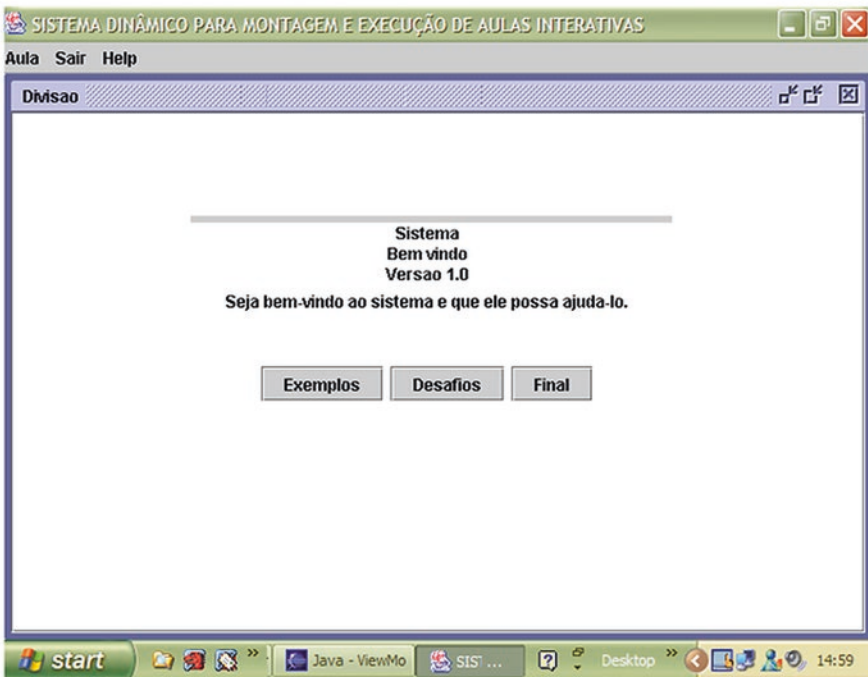 SISTEMA DINÂMICO PARA MONTAGEM E EXECUÇÃO DE AULAS INTERATIVAS
Aula Sair Help
Divisao
Sistema
Bem vindo
Versao 1.0
Seja bem-vindo ao sistema e que ele possa ajuda-lo.
Exemplos Desafios Final
start » Java - ViewMo SIST ... Desktop » 14:59